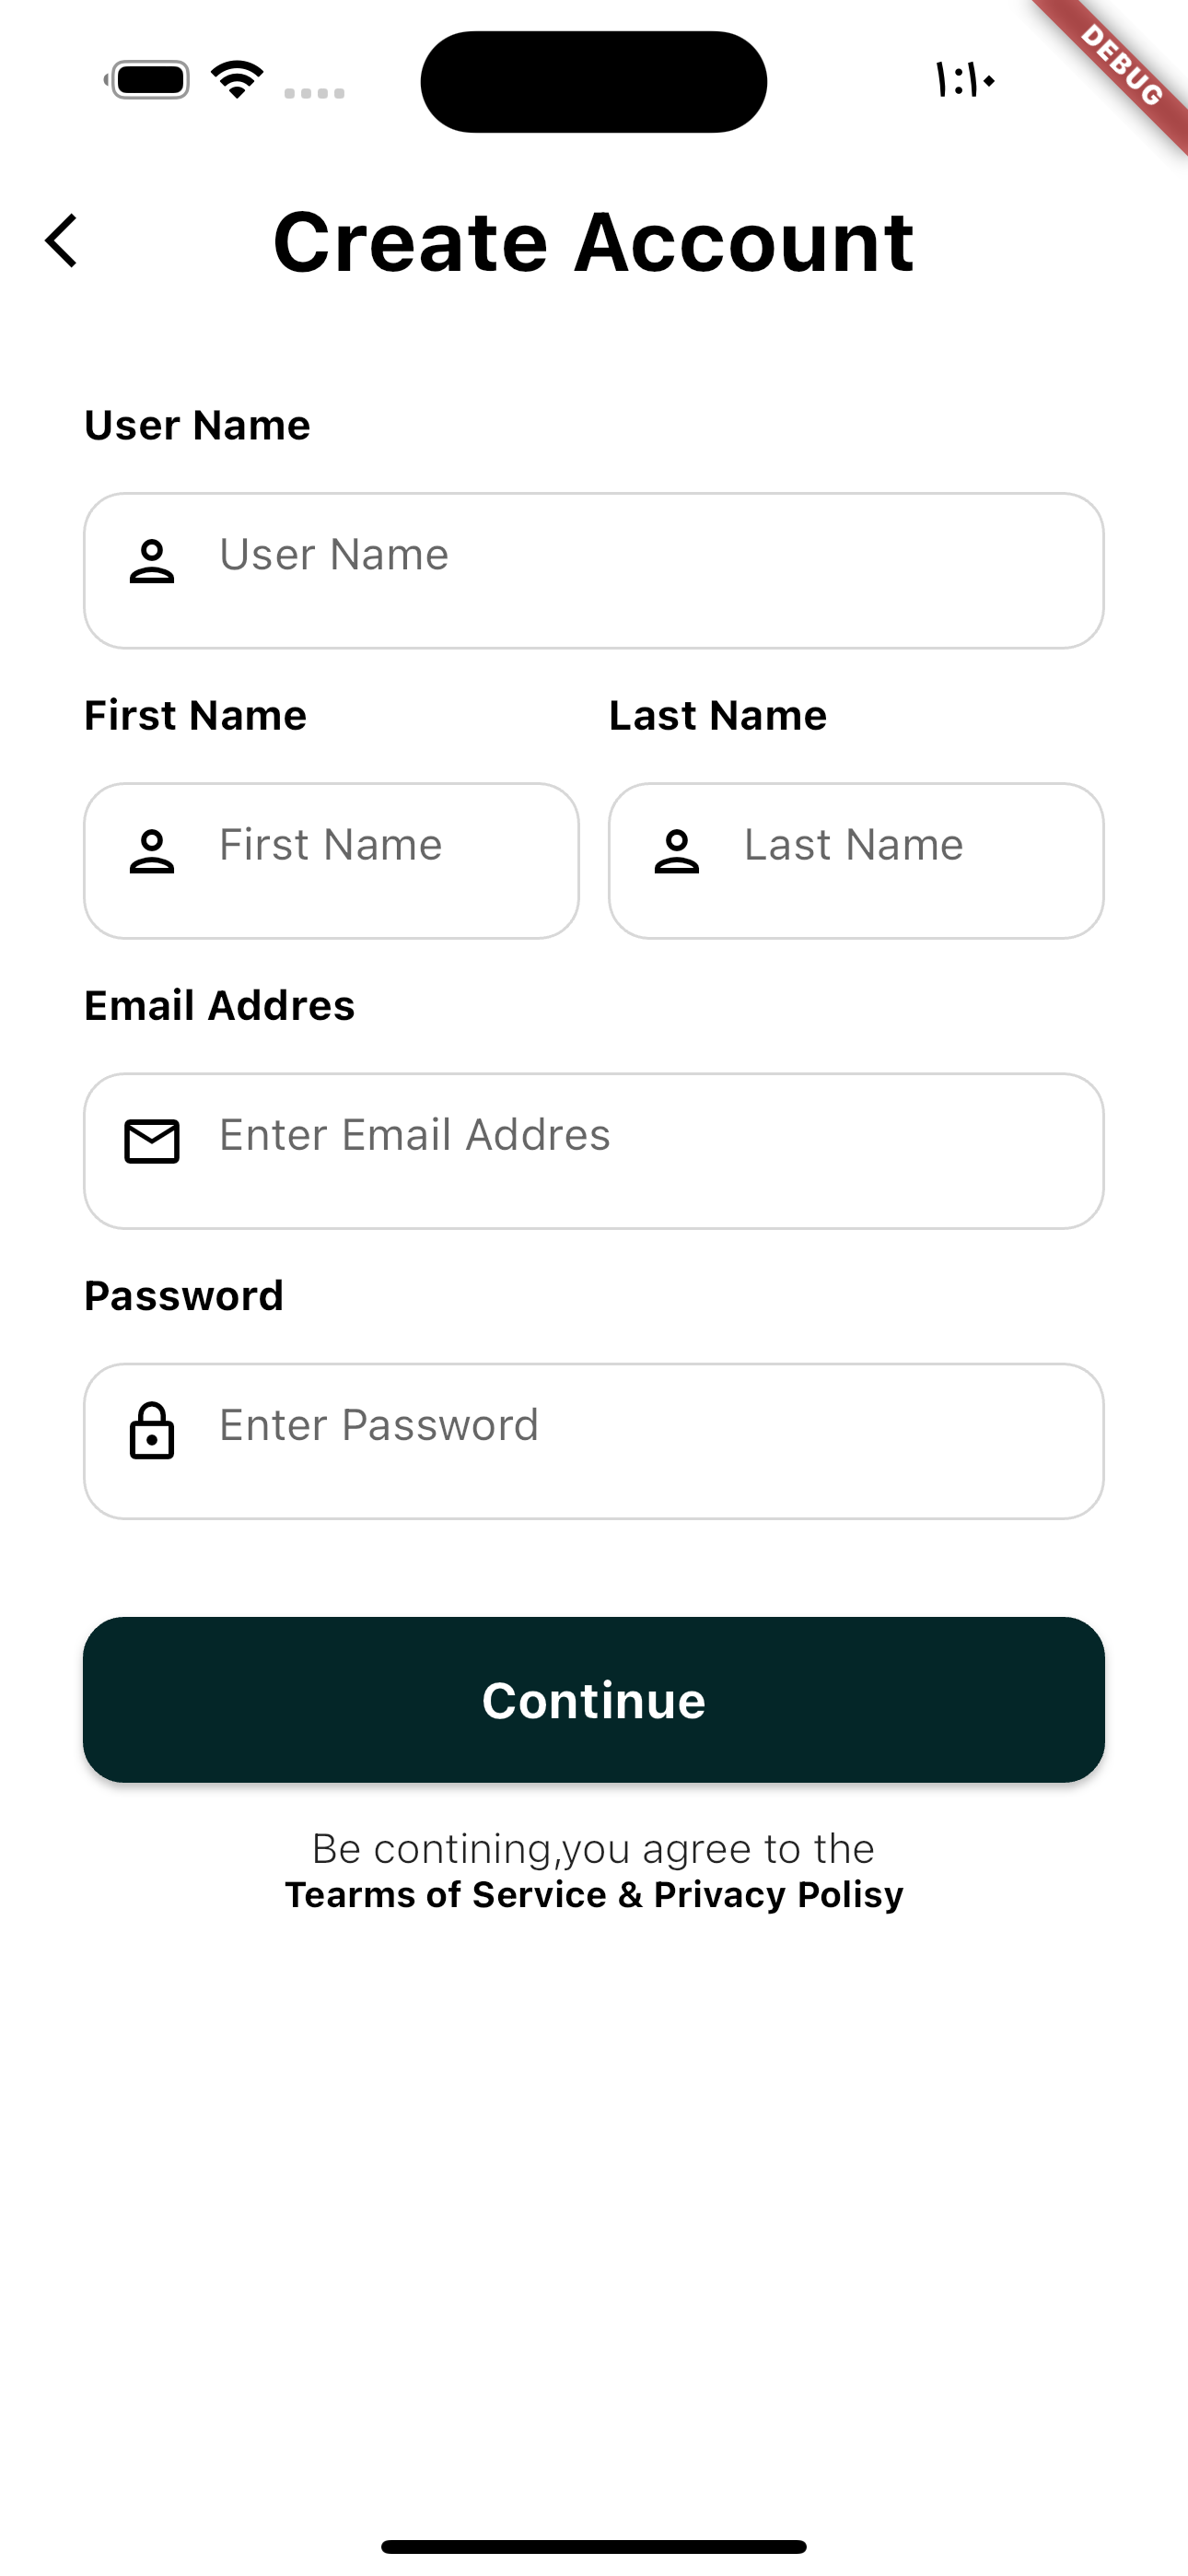 ١:١٠
DEBUG
Create Account
User Name
User Name
First Name Last Name
First Name Last Name
Email Addres
Enter Email Addres
Password
Enter Password
Continue
Be contining,you agree to the
Tearms of Service & Privacy Polisy